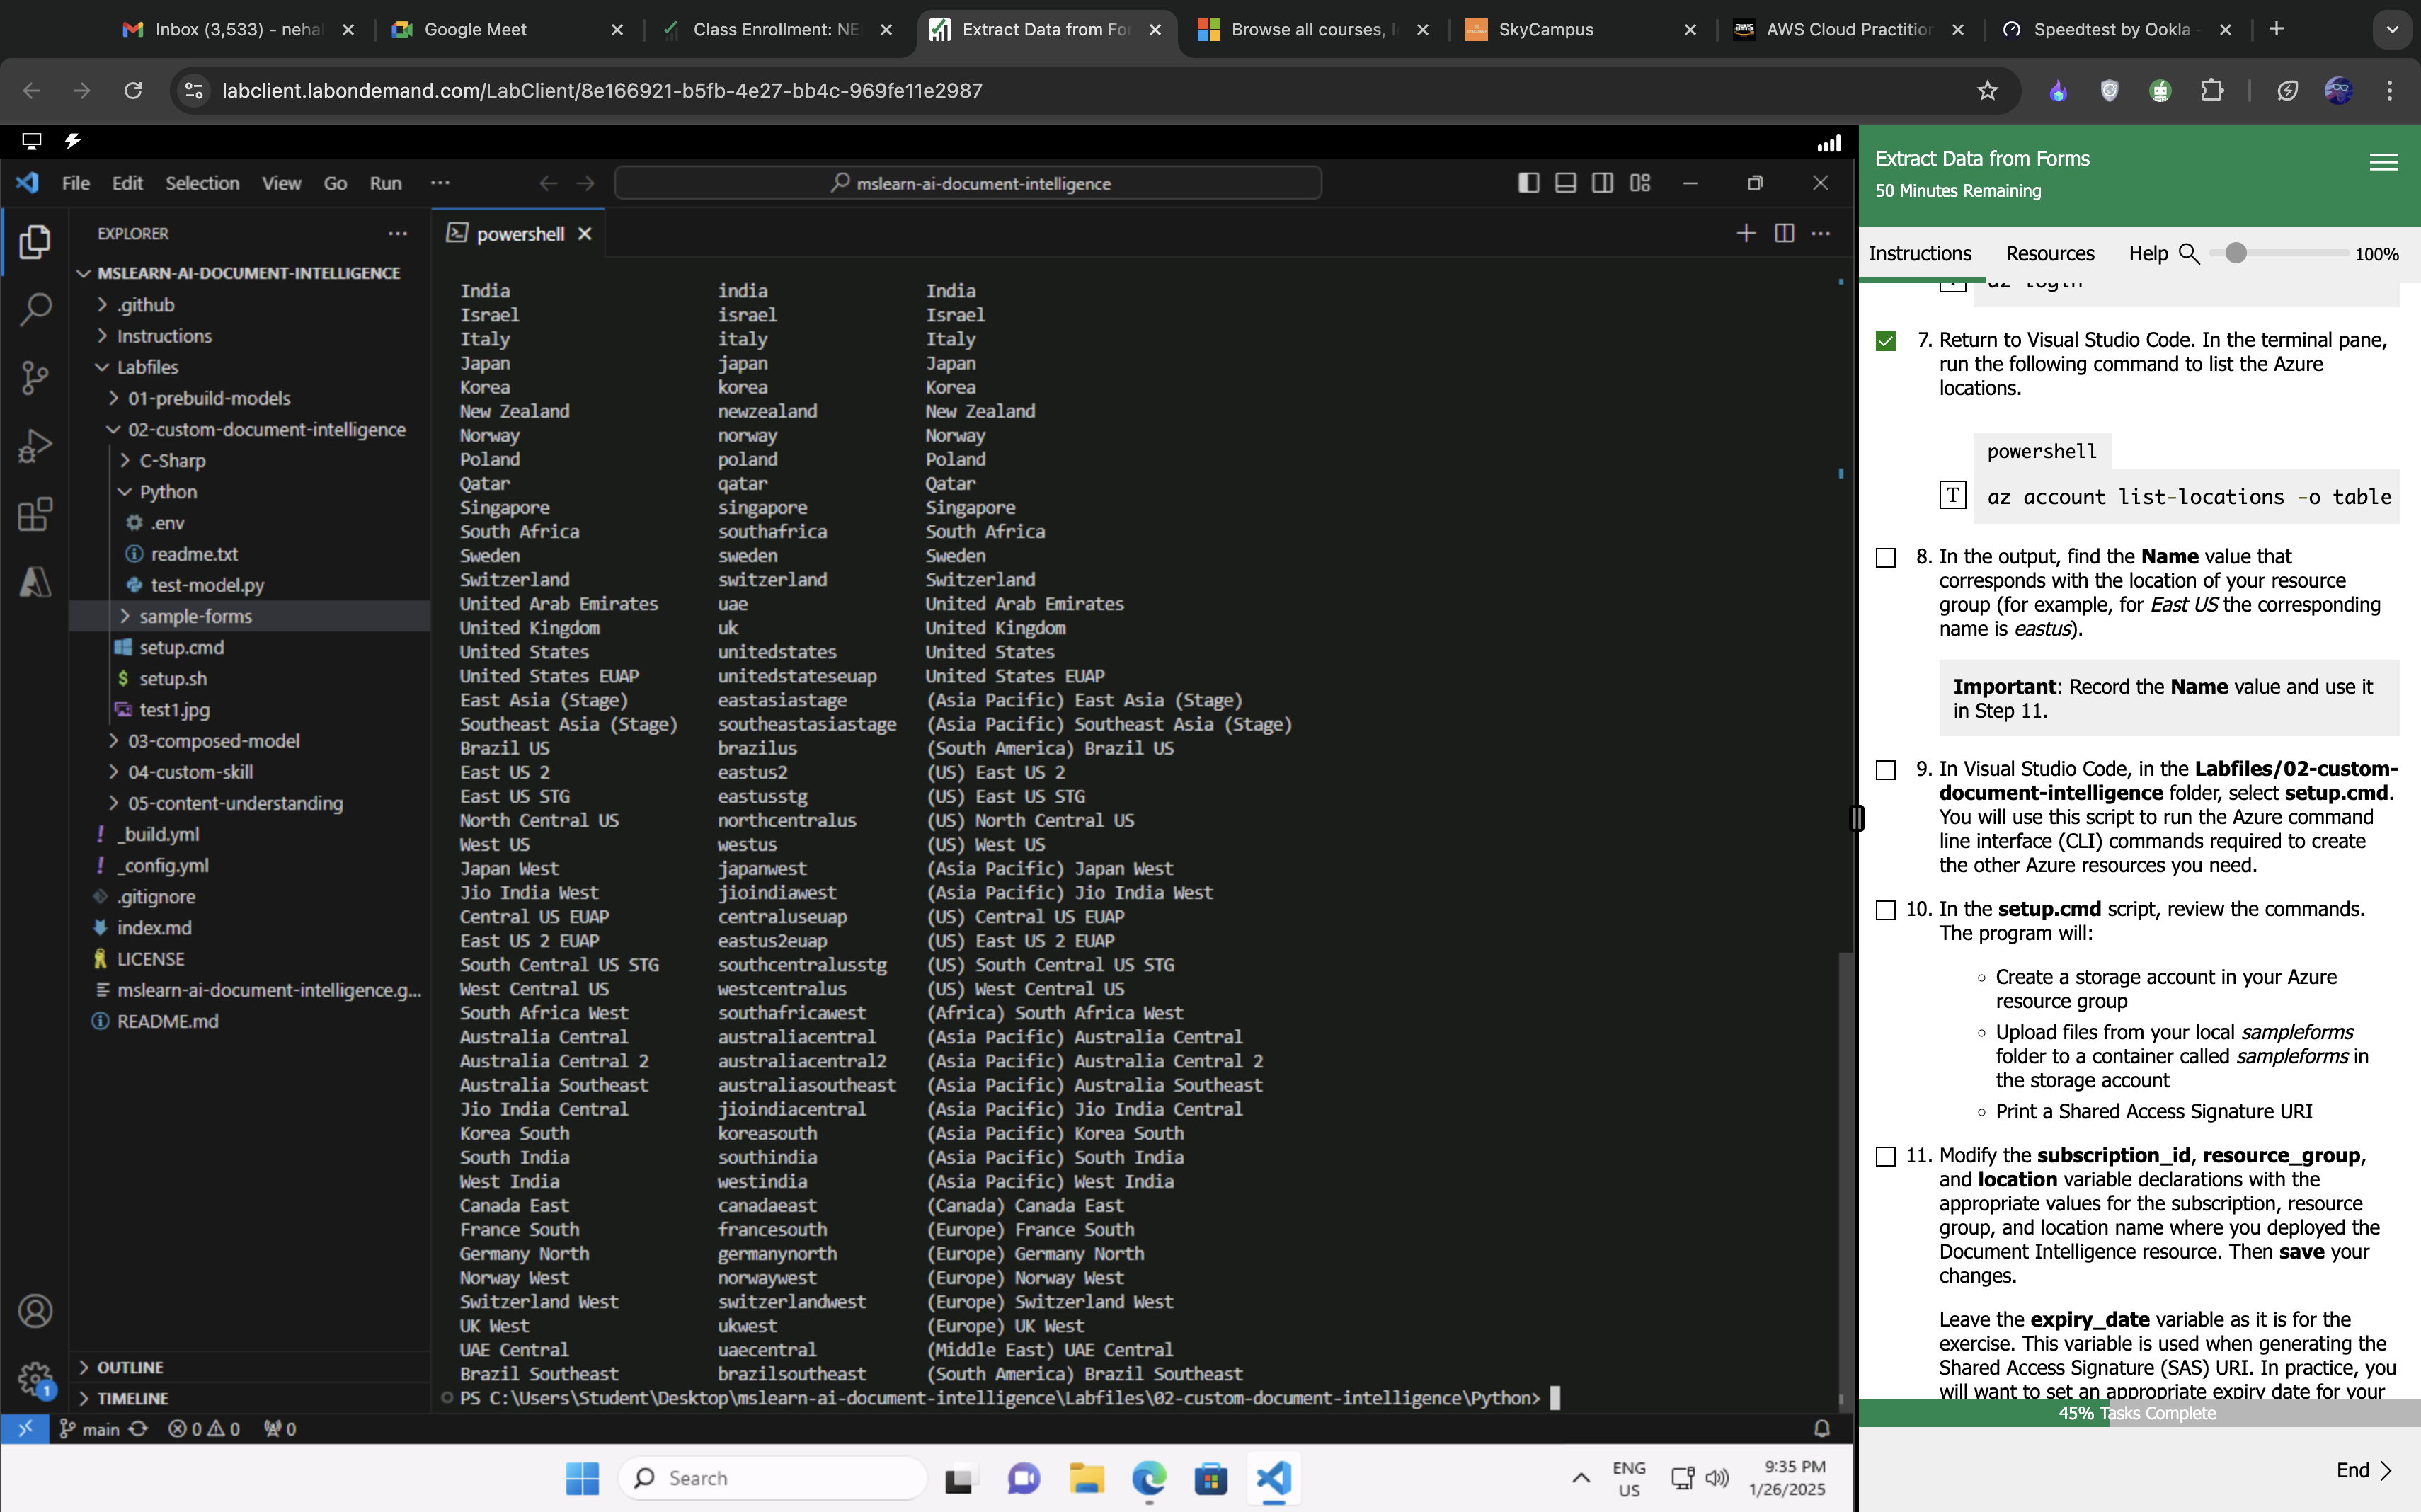 Inbox (3,533) - neha
Google Meet
Class Enrollment: NE
Extract Data from For
Browse all courses, l
SkyCampus
AWS Cloud Practition
Speedtest by Ookla
labclient.labondemand.com/LabClient/8e166921-b5fb-4e27-bb4c-969fe11e2987
File Edit Selection View Go Run ...
mslearn-ai-document-intelligence
EXPLORER
MSLEARN-AI-DOCUMENT-INTELLIGENCE
.github
Instructions
Labfiles
01-prebuild-models
02-custom-document-intelligence
C-Sharp
Python
.env
readme.txt
test-model.py
sample-forms
setup.cmd
setup.sh
test1.jpg
03-composed-model
04-custom-skill
05-content-understanding
_build.yml
_config.yml
.gitignore
index.md
LICENSE
mslearn-ai-document-intelligence.g...
README.md
OUTLINE
TIMELINE
1
powershell
India india India
Israel israel Israel
Italy italy Italy
Japan japan Japan
Korea korea Korea
New Zealand newzealand New Zealand
Norway norway Norway
Poland poland Poland
Qatar qatar Qatar
Singapore singapore Singapore
South Africa southafrica South Africa
Sweden sweden Sweden
Switzerland switzerland Switzerland
United Arab Emirates uae United Arab Emirates
United Kingdom uk United Kingdom
United States unitedstates United States
United States EUAP unitedstateseuap United States EUAP
East Asia (Stage) eastasiastage (Asia Pacific) East Asia (Stage)
Southeast Asia (Stage) southeastasiastage (Asia Pacific) Southeast Asia (Stage)
Brazil US brazilus (South America) Brazil US
East US 2 eastus2 (US) East US 2
East US STG eastusstg (US) East US STG
North Central US northcentralus (US) North Central US
West US westus (US) West US
Japan West japanwest (Asia Pacific) Japan West
Jio India West jioindiawest (Asia Pacific) Jio India West
Central US EUAP centraluseuap (US) Central US EUAP
East US 2 EUAP eastus2euap (US) East US 2 EUAP
South Central US STG southcentralusstg (US) South Central US STG
West Central US westcentralus (US) West Central US
South Africa West southafricawest (Africa) South Africa West
Australia Central australiacentral (Asia Pacific) Australia Central
Australia Central 2 australiacentral2 (Asia Pacific) Australia Central 2
Australia Southeast australiasoutheast (Asia Pacific) Australia Southeast
Jio India Central jioindiacentral (Asia Pacific) Jio India Central
Korea South koreasouth (Asia Pacific) Korea South
South India southindia (Asia Pacific) South India
West India westindia (Asia Pacific) West India
Canada East canadaeast (Canada) Canada East
France South francesouth (Europe) France South
Germany North germanynorth (Europe) Germany North
Norway West norwaywest (Europe) Norway West
Switzerland West switzerlandwest (Europe) Switzerland West
UK West ukwest (Europe) UK West
UAE Central uaecentral (Middle East) UAE Central
Brazil Southeast brazilsoutheast (South America) Brazil Southeast
PS C:\Users\Student\Desktop\mslearn-ai-document-intelligence\Labfiles\02-custom-document-intelligence\Python>
main 0 0 0
Search
ENG
US
9:35 PM
1/26/2025
Extract Data from Forms
50 Minutes Remaining
Instructions Resources Help 100%
az login
7. Return to Visual Studio Code. In the terminal pane,
run the following command to list the Azure
locations.
powershell
T az account list-locations -o table
8. In the output, find the Name value that
corresponds with the location of your resource
group (for example, for East US the corresponding
name is eastus).
Important: Record the Name value and use it
in Step 11.
9. In Visual Studio Code, in the Labfiles/02-custom-
document-intelligence folder, select setup.cmd.
You will use this script to run the Azure command
line interface (CLI) commands required to create
the other Azure resources you need.
10. In the setup.cmd script, review the commands.
The program will:
Create a storage account in your Azure
resource group
Upload files from your local sampleforms
folder to a container called sampleforms in
the storage account
Print a Shared Access Signature URI
11. Modify the subscription_id, resource_group,
and location variable declarations with the
appropriate values for the subscription, resource
group, and location name where you deployed the
Document Intelligence resource. Then save your
changes.
Leave the expiry_date variable as it is for the
exercise. This variable is used when generating the
Shared Access Signature (SAS) URI. In practice, you
will want to set an appropriate expiry date for your
45% Tasks Complete
End